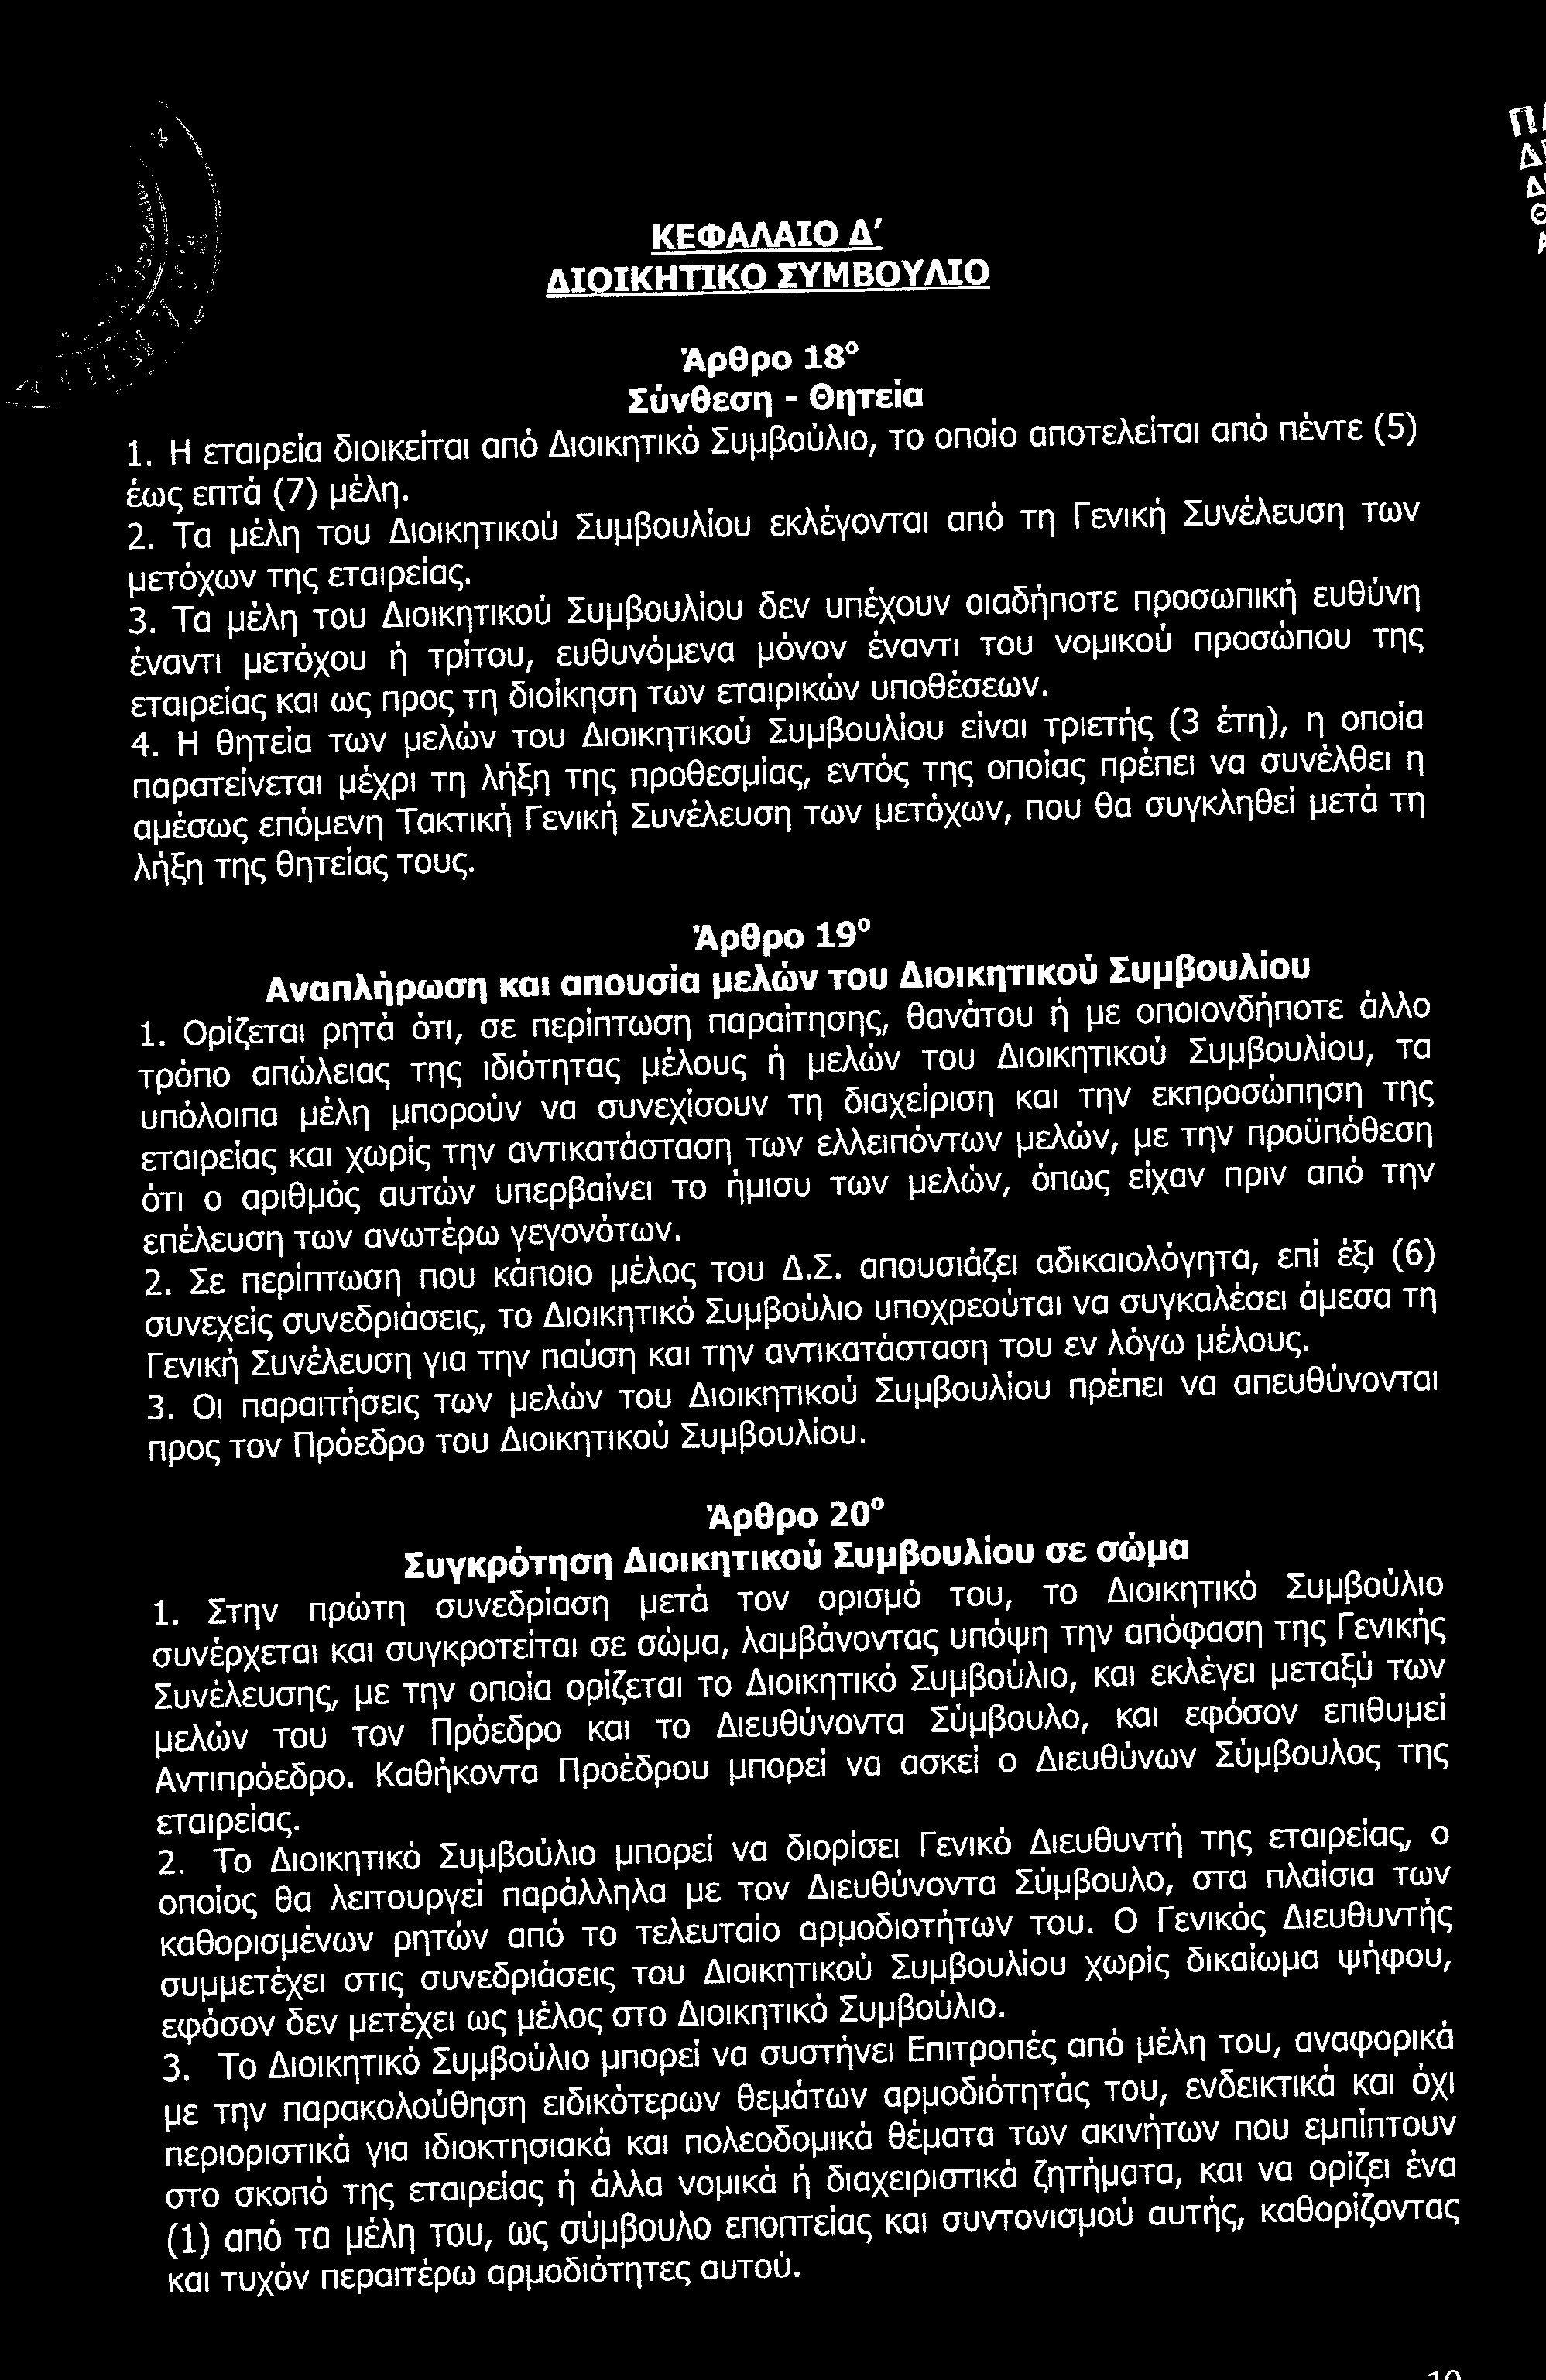 ΚΕΦΑΛΑΙΟ Δ'
ΔΙΟΙΚΗΤΙΚΟ ΣΥΜΒΟΥΛΙΟ
Άρθρο 18°
Σύνθεση - Θητεία
1. Η εταιρεία διοικείται από Διοικητικό Συμβούλιο, το οποίο αποτελείται από πέντε (5)
έως επτά (7) μέλη.
2. Τα μέλη του Διοικητικού Συμβουλίου εκλέγονται από τη Γενική Συνέλευση των
μετόχων της εταιρείας.
3. Τα μέλη του Διοικητικού Συμβουλίου δεν υπέχουν οιαδήποτε προσωπική ευθύνη
έναντι μετόχου ή τρίτου, ευθυνόμενα μόνον έναντι του νομικού προσώπου της
εταιρείας και ως προς τη διοίκηση των εταιρικών υποθέσεων.
4. Η θητεία των μελών του Διοικητικού Συμβουλίου είναι τριετής (3 έτη), η οποία
παρατείνεται μέχρι τη λήξη της προθεσμίας, εντός της οποίας πρέπει να συνέλθει η
αμέσως επόμενη Τακτική Γενική Συνέλευση των μετόχων, που θα συγκληθεί μετά τη
λήξη της θητείας τους.
Άρθρο 19°
Αναπλήρωση και απουσία μελών του Διοικητικού Συμβουλίου
1. Ορίζεται ρητά ότι, σε περίπτωση παραίτησης, θανάτου ή με οποιονδήποτε άλλο
τρόπο απώλειας της ιδιότητας μέλους ή μελών του Διοικητικού Συμβουλίου, τα
υπόλοιπα μέλη μπορούν να συνεχίσουν τη διαχείριση και την εκπροσώπηση της
εταιρείας και χωρίς την αντικατάσταση των ελλειπόντων μελών, με την προϋπόθεση
ότι ο αριθμός αυτών υπερβαίνει το ήμισυ των μελών, όπως είχαν πριν από την
επέλευση των ανωτέρω γεγονότων.
2. Σε περίπτωση που κάποιο μέλος του Δ.Σ. απουσιάζει αδικαιολόγητα, επί έξι (6)
συνεχείς συνεδριάσεις, το Διοικητικό Συμβούλιο υποχρεούται να συγκαλέσει άμεσα τη
Γενική Συνέλευση για την παύση και την αντικατάσταση του εν λόγω μέλους.
3. Οι παραιτήσεις των μελών του Διοικητικού Συμβουλίου πρέπει να απευθύνονται
προς τον Πρόεδρο του Διοικητικού Συμβουλίου.
Άρθρο 20°
Συγκρότηση Διοικητικού Συμβουλίου σε σώμα
1. Στην πρώτη συνεδρίαση μετά τον ορισμό του, το Διοικητικό Συμβούλιο
συνέρχεται και συγκροτείται σε σώμα, λαμβάνοντας υπόψη την απόφαση της Γενικής
Συνέλευσης, με την οποία ορίζεται το Διοικητικό Συμβούλιο, και εκλέγει μεταξύ των
μελών του τον Πρόεδρο και το Διευθύνοντα Σύμβουλο, και εφόσον επιθυμεί
Αντιπρόεδρο. Καθήκοντα Προέδρου μπορεί να ασκεί ο Διευθύνων Σύμβουλος της
εταιρείας.
2. Το Διοικητικό Συμβούλιο μπορεί να διορίσει Γενικό Διευθυντή της εταιρείας, ο
οποίος θα λειτουργεί παράλληλα με τον Διευθύνοντα Σύμβουλο, στα πλαίσια των
καθορισμένων ρητών από το τελευταίο αρμοδιοτήτων του. Ο Γενικός Διευθυντής
συμμετέχει στις συνεδριάσεις του Διοικητικού Συμβουλίου χωρίς δικαίωμα ψήφου,
εφόσον δεν μετέχει ως μέλος στο Διοικητικό Συμβούλιο.
3. Το Διοικητικό Συμβούλιο μπορεί να συστήνει Επιτροπές από μέλη του, αναφορικά
με την παρακολούθηση ειδικότερων θεμάτων αρμοδιότητάς του, ενδεικτικά και όχι
περιοριστικά για ιδιοκτησιακά και πολεοδομικά θέματα των ακινήτων που εμπίπτουν
στο σκοπό της εταιρείας ή άλλα νομικά ή διαχειριστικά ζητήματα, και να ορίζει ένα
(1) από τα μέλη του, ως σύμβουλο εποπτείας και συντονισμού αυτής, καθορίζοντας
και τυχόν περαιτέρω αρμοδιότητες αυτού.